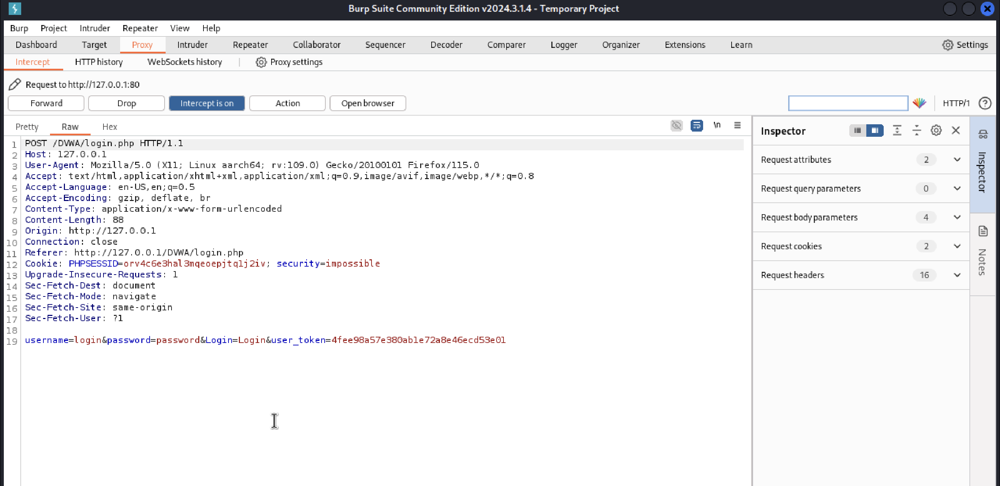 Burp Suite Community Edition v2024.3.1.4 - Temporary Project
Burp Project Intruder Repeater View Help
Dashboard Target Proxy Intruder Repeater Collaborator Sequencer Decoder Comparer Logger Organizer Extensions Learn Settings
Intercept HTTP history WebSockets history Proxy settings
Request to http://127.0.0.1:80
Forward Drop Intercept is on Action Open browser HTTP/1
Pretty Raw Hex \n
1 POST /DVWA/login.php HTTP/1.1
2 Host: 127.0.0.1
3 User-Agent: Mozilla/5.0 (X11; Linux aarch64; rv:109.0) Gecko/20100101 Firefox/115.0
4 Accept: text/html,application/xhtml+xml,application/xml;q=0.9,image/avif,image/webp,*/*;q=0.8
5 Accept-Language: en-US,en;q=0.5
6 Accept-Encoding: gzip, deflate, br
7 Content-Type: application/x-www-form-urlencoded
8 Content-Length: 88
9 Origin: http://127.0.0.1
10 Connection: close
11 Referer: http://127.0.0.1/DVWA/login.php
12 Cookie: PHPSESSID=orv4c6e3hal3mqeoepjtq1j2iv; security=impossible
13 Upgrade-Insecure-Requests: 1
14 Sec-Fetch-Dest: document
15 Sec-Fetch-Mode: navigate
16 Sec-Fetch-Site: same-origin
17 Sec-Fetch-User: ?1
18
19 username=login&password=password&Login=Login&user_token=4fee98a57e380ab1e72a8e46ecd53e01
Inspector
Request attributes 2
Request query parameters 0
Request body parameters 4
Request cookies 2
Request headers 16
Inspector
Notes